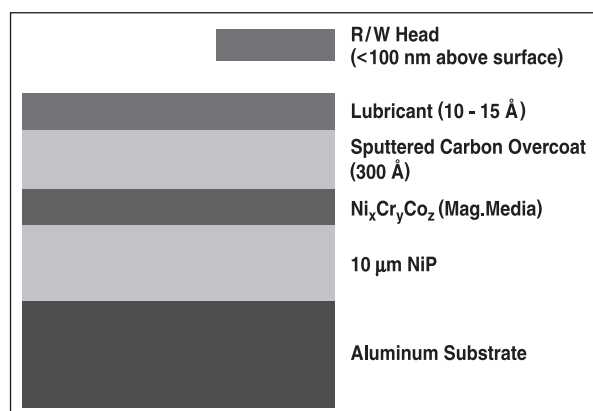 R/W Head
(<100 nm above surface)
Lubricant (10 - 15 Å)
Sputtered Carbon Overcoat
(300 Å)
NixCryCoz (Mag.Media)
10 µm NiP
Aluminum Substrate